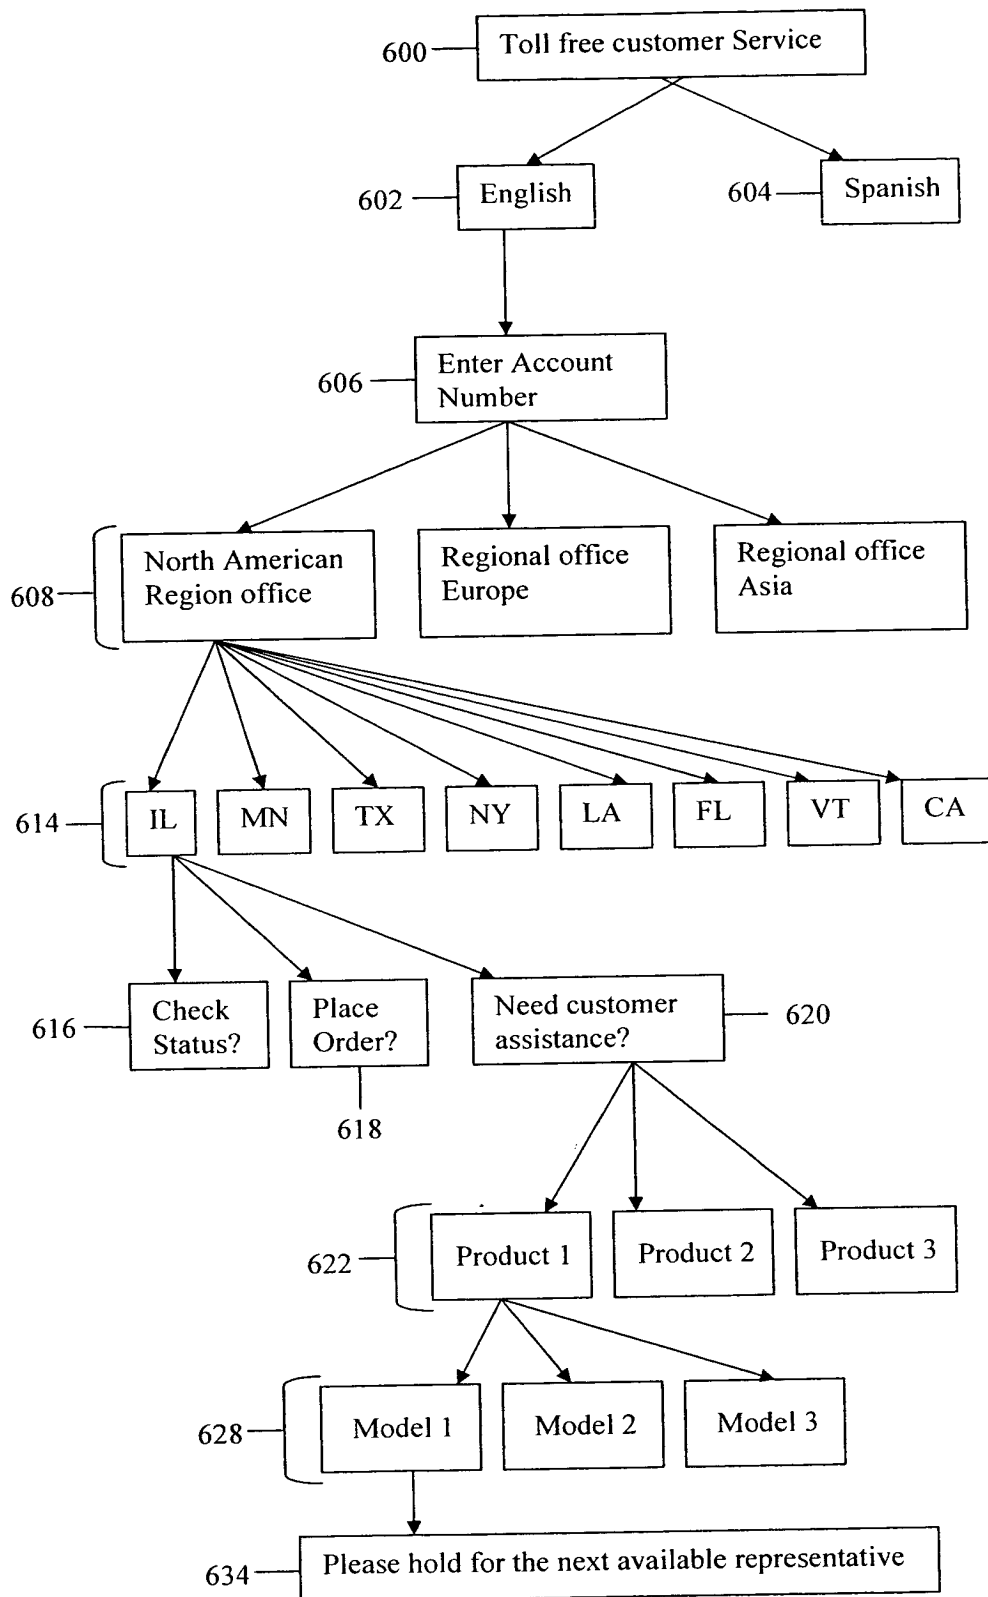 600
Toll free customer Service
602
English
604
Spanish
606
Enter Account
Number
608
North American
Region office
Regional office
Europe
Regional office
Asia
614
IL
MN
TX
NY
LA
FL
VT
CA
616
Check
Status?
Place
Order?
618
Need customer
assistance?
620
622
Product 1
Product 2
Product 3
628
Model 1
Model 2
Model 3
634
Please hold for the next available representative